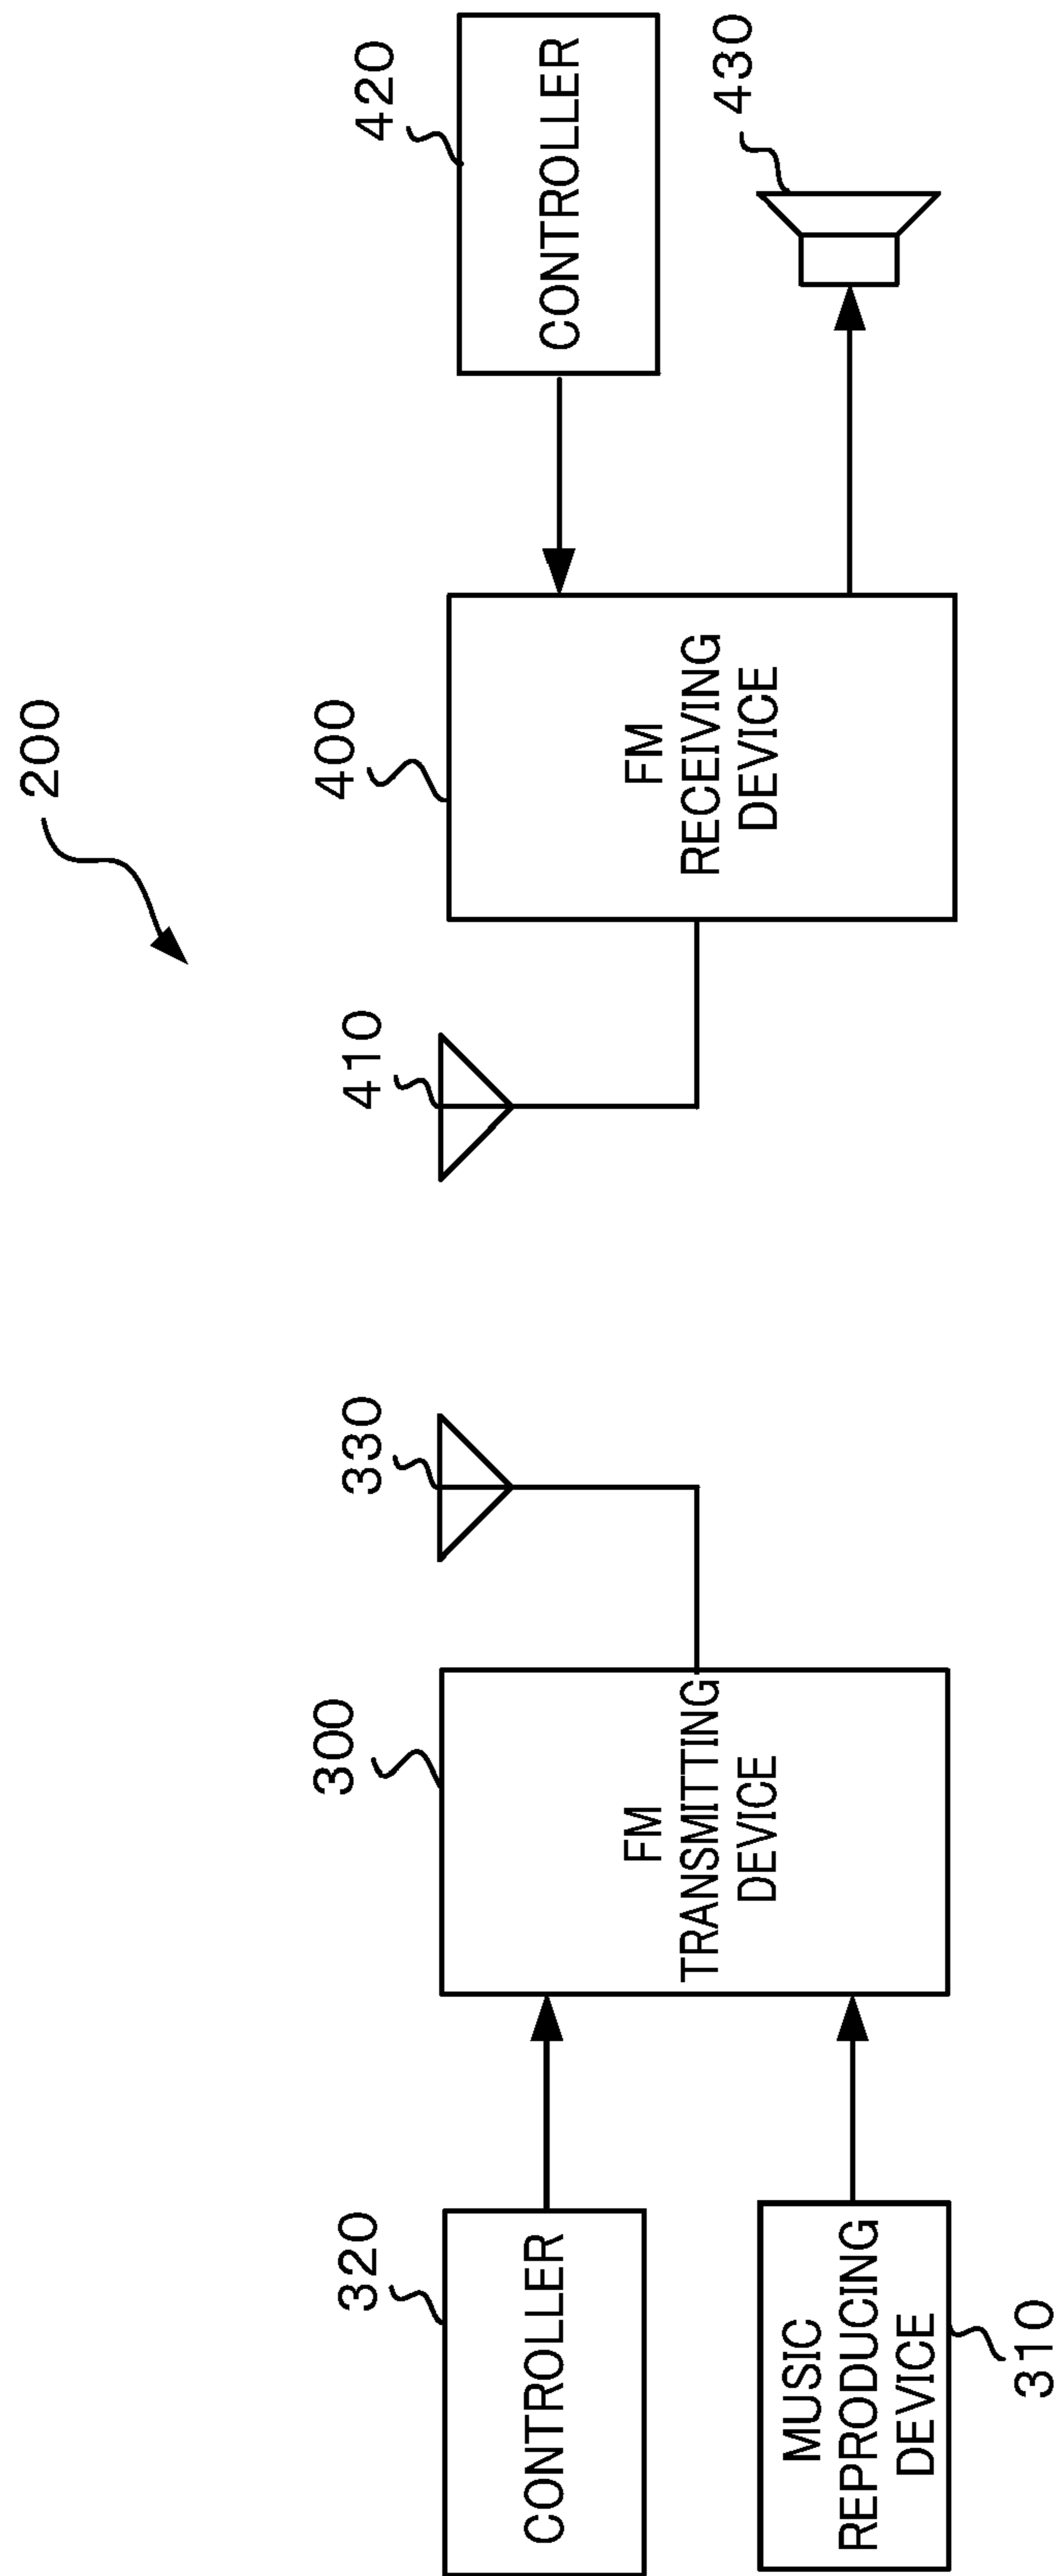 200
320
CONTROLLER
MUSIC
REPRODUCING
DEVICE
310
300
FM
TRANSMITTING
DEVICE
330
410
400
FM
RECEIVING
DEVICE
420
CONTROLLER
430